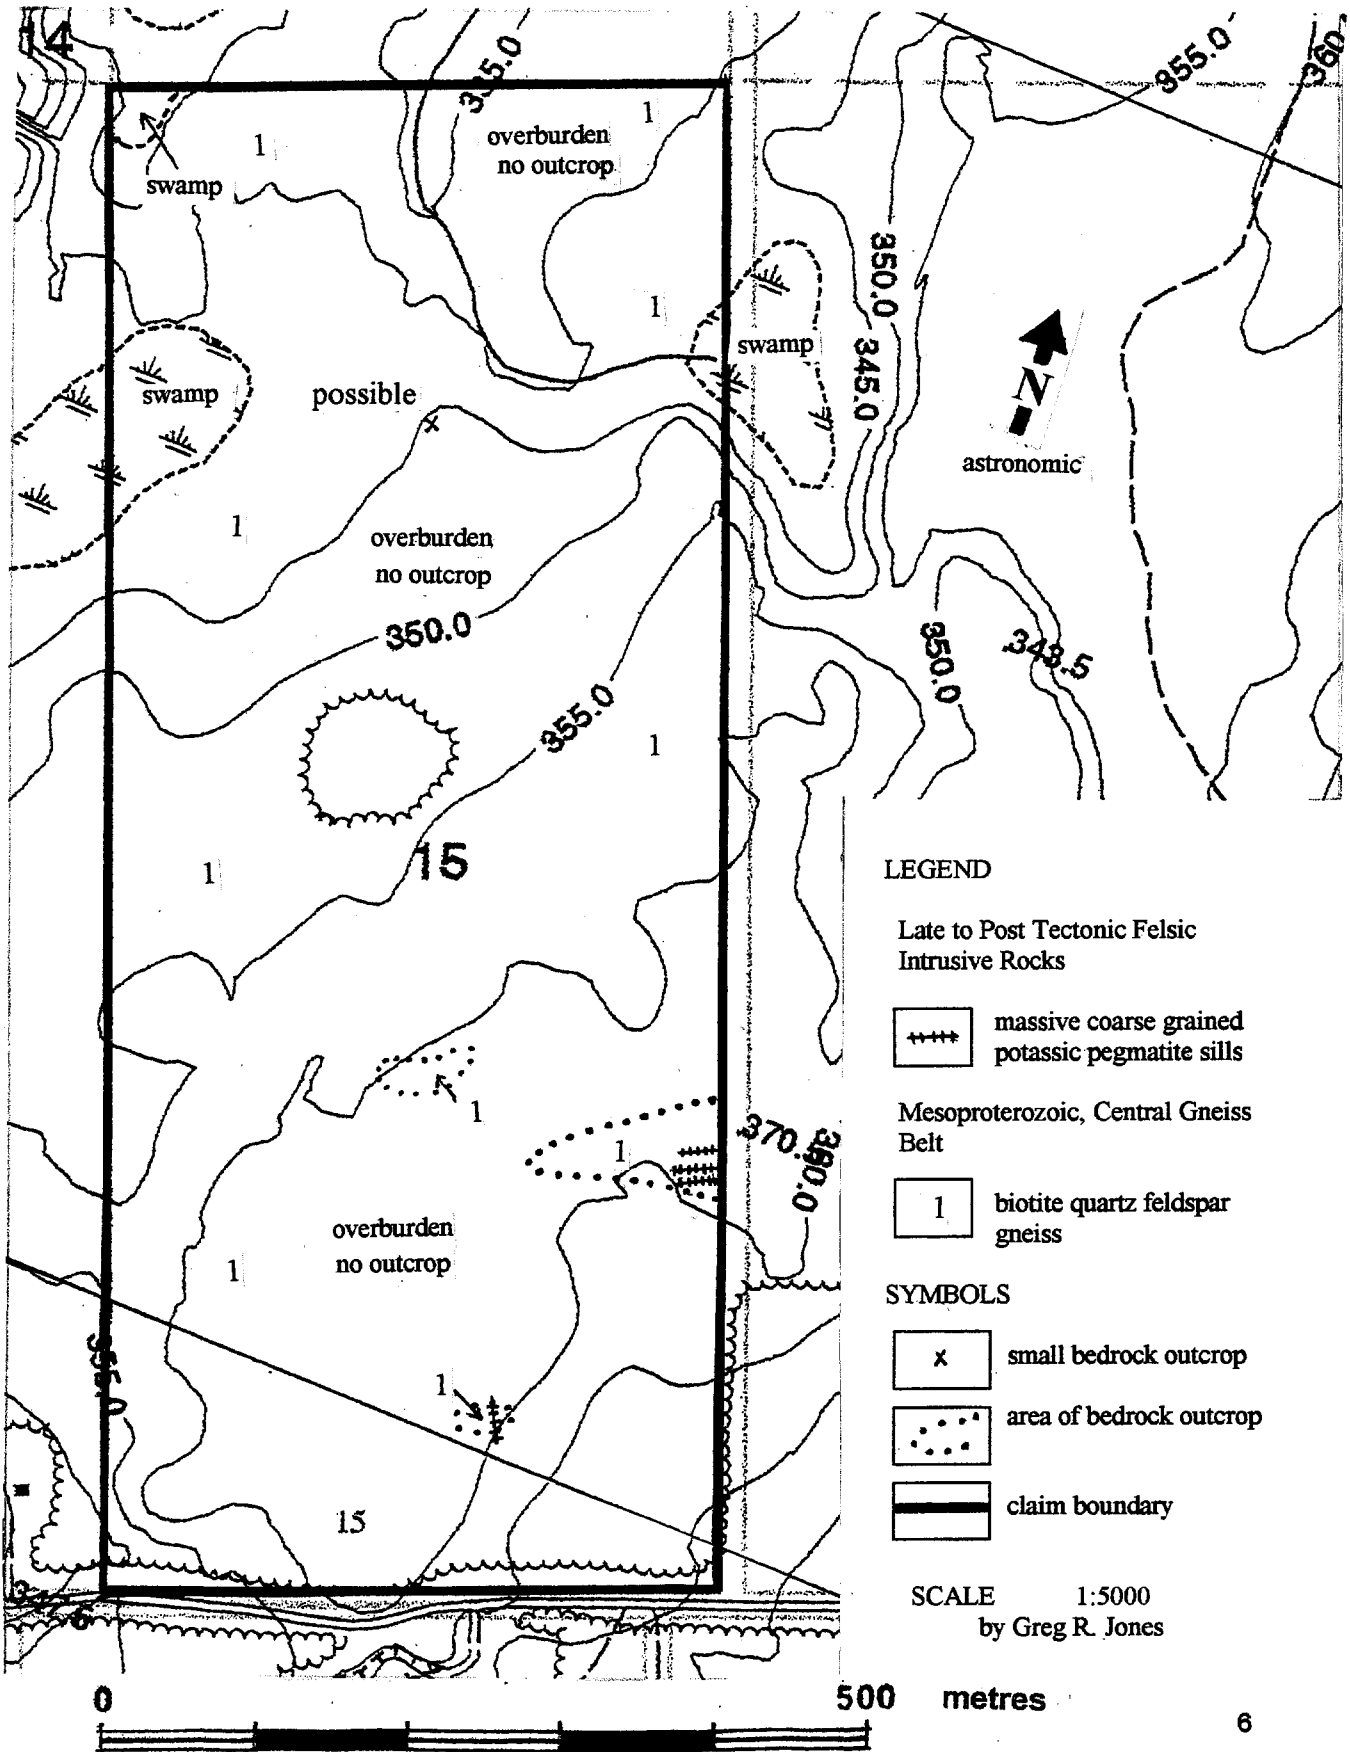 14
335.0
355.0
360
1
overburden
no outcrop
1
swamp
350.0
1
swamp
345.0
swamp
possible
x
N
astronomic
1
overburden
no outcrop
350.0
350.0
343.5
355.0
1
15
1
1
370.
1
360.0
overburden
no outcrop
1
355.0
1
15
LEGEND
Late to Post Tectonic Felsic
Intrusive Rocks
massive coarse grained
potassic pegmatite sills
Mesoproterozoic, Central Gneiss
Belt
1 biotite quartz feldspar
gneiss
SYMBOLS
x small bedrock outcrop
area of bedrock outcrop
claim boundary
SCALE 1:5000
by Greg R. Jones
0 500 metres
6